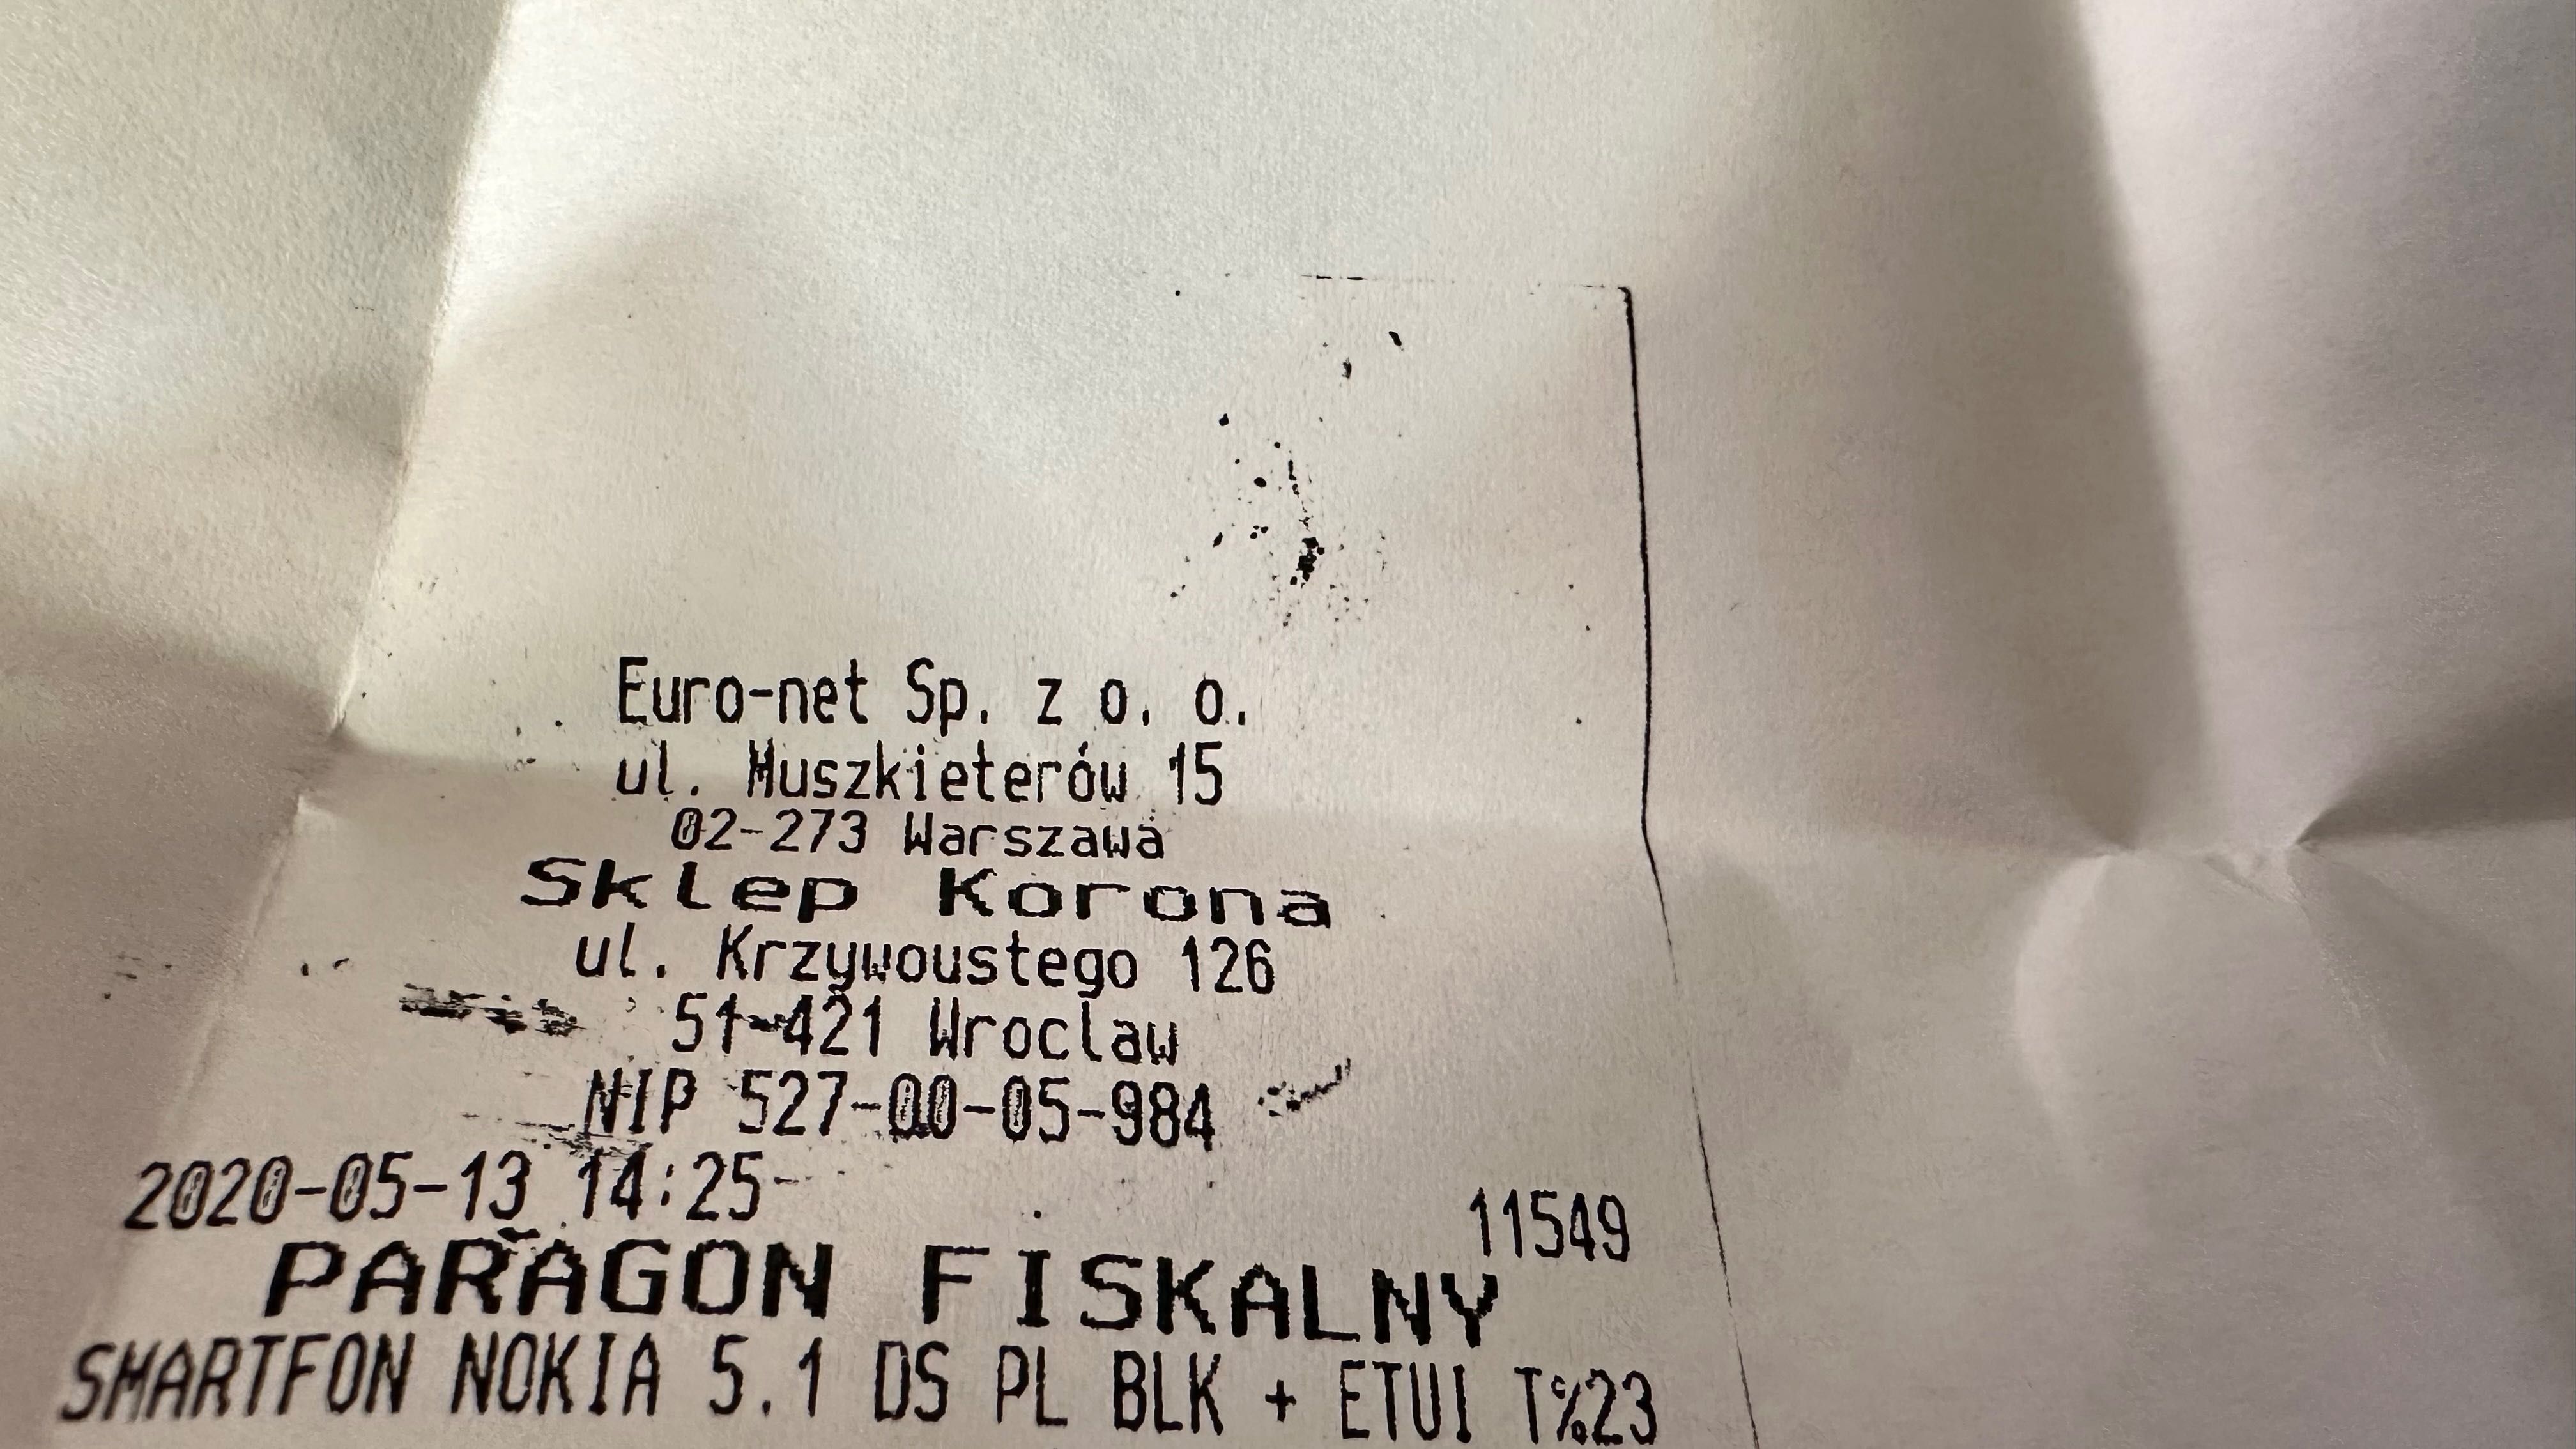 Euro-net Sp. z o. o.
ul. Muszkieterów 15
02-273 Warszawa
Sklep Korona
ul. Krzywoustego 126
51-421 Wroclaw
NIP 527-00-05-984
2020-05-13 14:25
11549
PARAGON FISKALNY
SMARTFON NOKIA 5.1 DS PL BLK + ETUI T%23